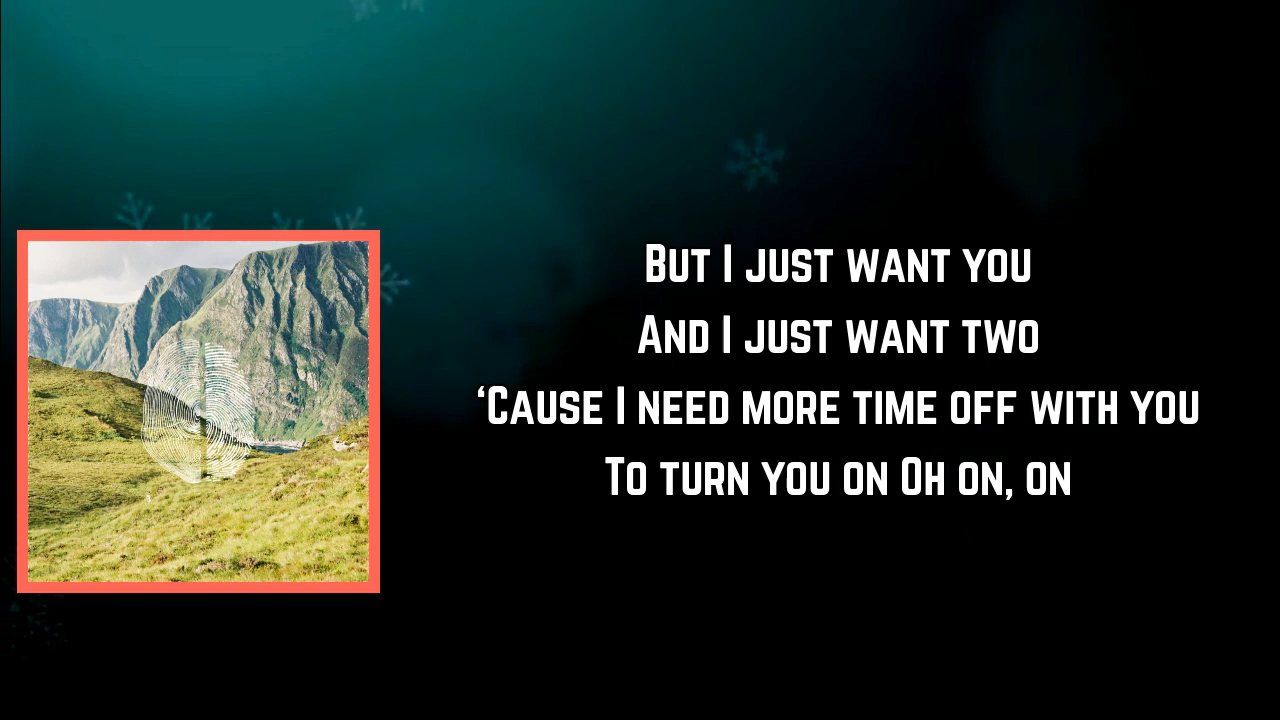 But I just want you
And I just want two
‘Cause I need more time off with you
To turn you on Oh on, on